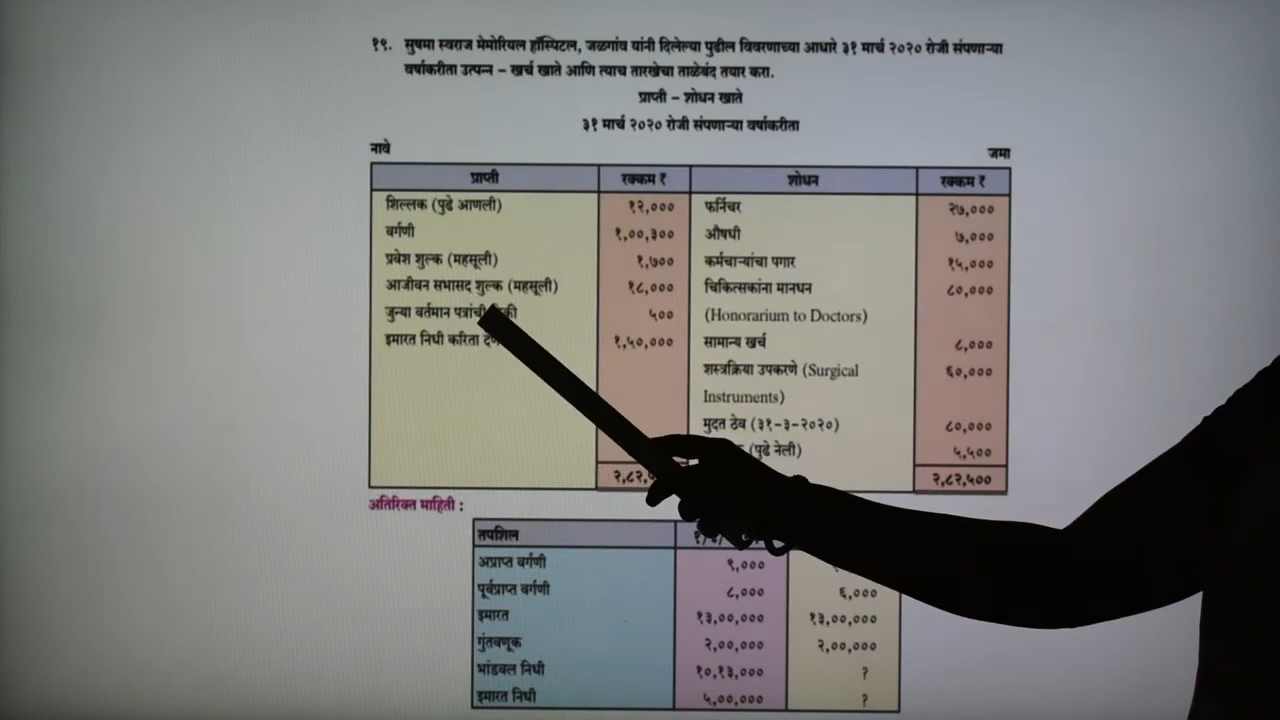 १९. सुषमा स्वराज मेमोरियल हॉस्पिटल, जळगांव यांनी दिलेल्या पुढील विवरणाच्या आधारे ३१ मार्च २०२० रोजी संपणाऱ्या
वर्षाकरीता उत्पन्न – खर्च खाते आणि त्याच तारखेचा ताळेबंद तयार करा.
प्राप्ती – शोधन खाते
३१ मार्च २०२० रोजी संपणाऱ्या वर्षाकरीता
नावे जमा
प्राप्ती रक्कम ₹ शोधन रक्कम ₹
शिल्लक (पुढे आणली) १२,००० फर्निचर २७,०००
वर्गणी १,००,३०० औषधी ७,०००
प्रवेश शुल्क (महसूली) १,७०० कर्मचाऱ्यांचा पगार १५,०००
आजीवन सभासद शुल्क (महसूली) १८,००० चिकित्सकांना मानधन ८०,०००
जुन्या वर्तमान पत्रांची ५०० (Honorarium to Doctors)
इमारत निधी करिता १,५०,००० सामान्य खर्च ८,०००
शस्त्रक्रिया उपकरणे (Surgical ६०,०००
Instruments)
मुदत ठेव (३१-३-२०२०) ८०,०००
(पुढे नेली) ५,५००
२,८२,५००
अतिरिक्त माहिती :
तपशिल
अप्राप्त वर्गणी ९,०००
पूर्वप्राप्त वर्गणी ८,००० ६,०००
इमारत १३,००,००० १३,००,०००
गुंतवणूक २,००,००० २,००,०००
भांडवल निधी १०,१३,००० ?
इमारत निधी ५,००,००० ?